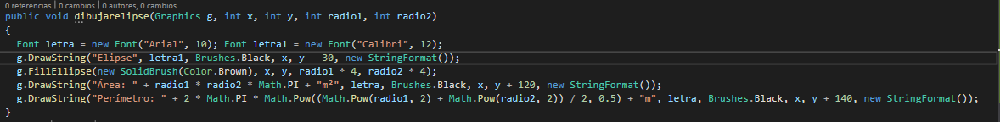 0 referencias | 0 cambios | 0 autores, 0 cambios
public void dibujarelipse(Graphics g, int x, int y, int radio1, int radio2)
{
Font letra = new Font("Arial", 10); Font letra1 = new Font("Calibri", 12);
g.DrawString("Elipse", letra1, Brushes.Black, x, y - 30, new StringFormat());
g.FillEllipse(new SolidBrush(Color.Brown), x, y, radio1 * 4, radio2 * 4);
g.DrawString("Área: " + radio1 * radio2 * Math.PI + "m²", letra, Brushes.Black, x, y + 120, new StringFormat());
g.DrawString("Perímetro: " + 2 * Math.PI * Math.Pow((Math.Pow(radio1, 2) + Math.Pow(radio2, 2)) / 2, 0.5) + "m", letra, Brushes.Black, x, y + 140, new StringFormat());
}